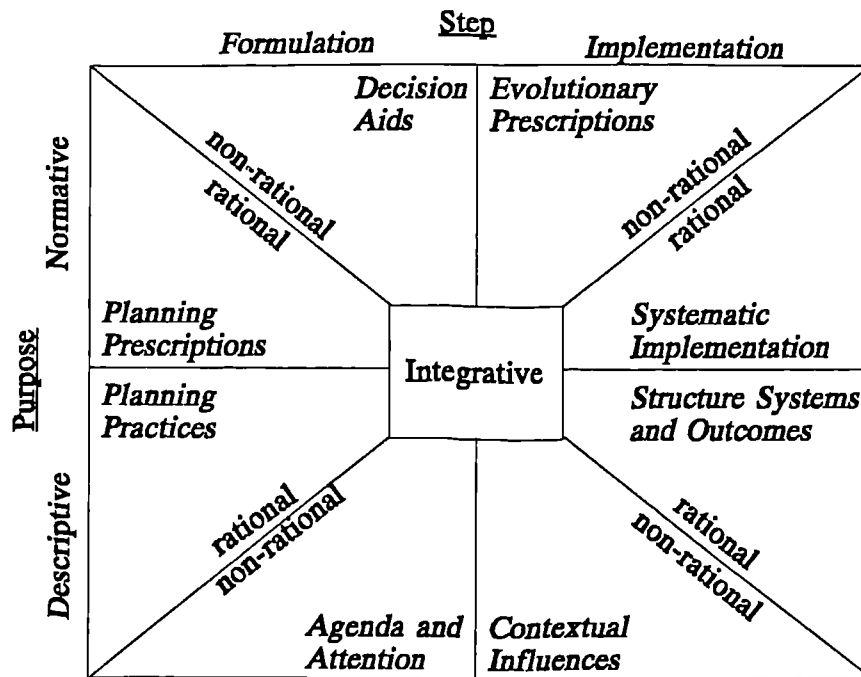 Step
Formulation
Implementation
Decision
Aids
Evolutionary
Prescriptions
Normative
non-rational
rational
non-rational
rational
Planning
Prescriptions
Systematic
Implementation
Integrative
Purpose
Planning
Practices
Structure Systems
and Outcomes
Descriptive
rational
non-rational
rational
non-rational
Agenda and
Attention
Contextual
Influences